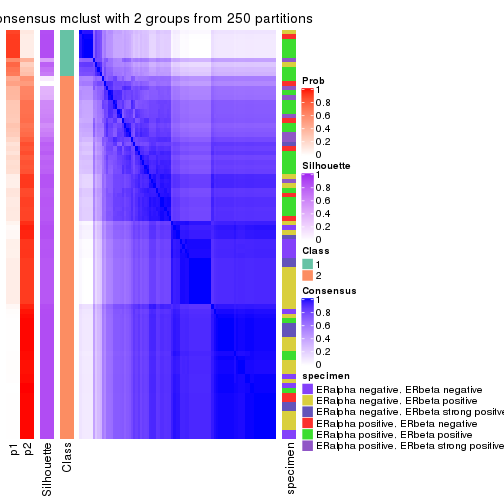 onsensus mclust with 2 groups from 250 partitions
Prob
1
0.8
0.6
0.4
0.2
0
Silhouette
1
0.8
0.6
0.4
0.2
0
Class
1
2
Consensus
1
0.8
0.6
0.4
0.2
0
specimen
ERalpha negative. ERbeta negative
ERalpha negative. ERbeta positive
ERalpha negative. ERbeta strong positive
ERalpha positive. ERbeta negative
ERalpha positive. ERbeta positive
ERalpha positive. ERbeta strong positive
p1
p2
Silhouette
Class
specimen